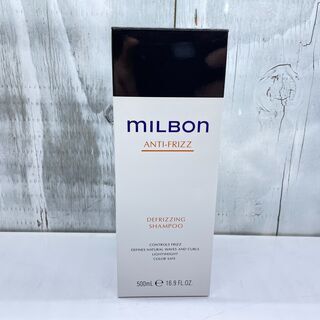 MILBON
ANTI-FRIZZ
DEFRIZZING
SHAMPOO
CONTROLS FRIZZ
DEFINES NATURAL WAVES AND CURLS
LIGHTWEIGHT
COLOR SAFE
500mL ℮ 16.9 FL.OZ.